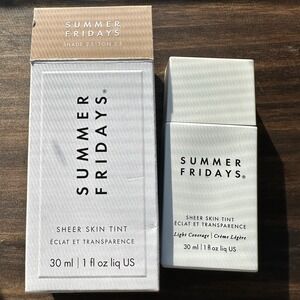 SUMMER
FRIDAYS
SUMMER
FRIDAYS®
SHEER SKIN TINT
ÉCLAT ET TRANSPARENCE
30 ml | 1 fl oz liq US
SUMMER
FRIDAYS®
SHEER SKIN TINT
ÉCLAT ET TRANSPARENCE
Light Coverage | Crème Légère
30 ml | 1 fl oz liq US